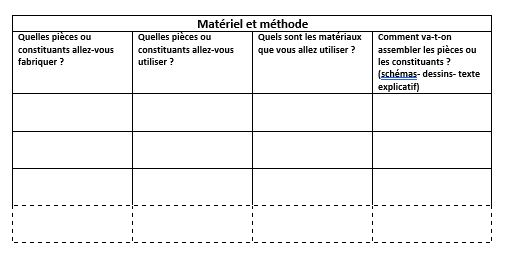 Matériel et méthode
Quelles pièces ou
constituants allez-vous
fabriquer ?
Quelles pièces ou
constituants allez-vous
utiliser ?
Quels sont les matériaux
que vous allez utiliser ?
Comment va-t-on
assembler les pièces ou
les constituants ?
(schémas- dessins- texte
explicatif)